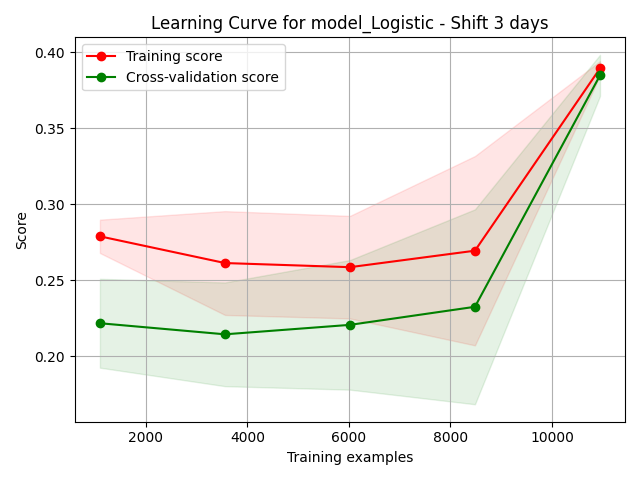 Learning Curve for model_Logistic - Shift 3 days
Training score
Cross-validation score
Score
0.40
0.35
0.30
0.25
0.20
2000 4000 6000 8000 10000
Training examples